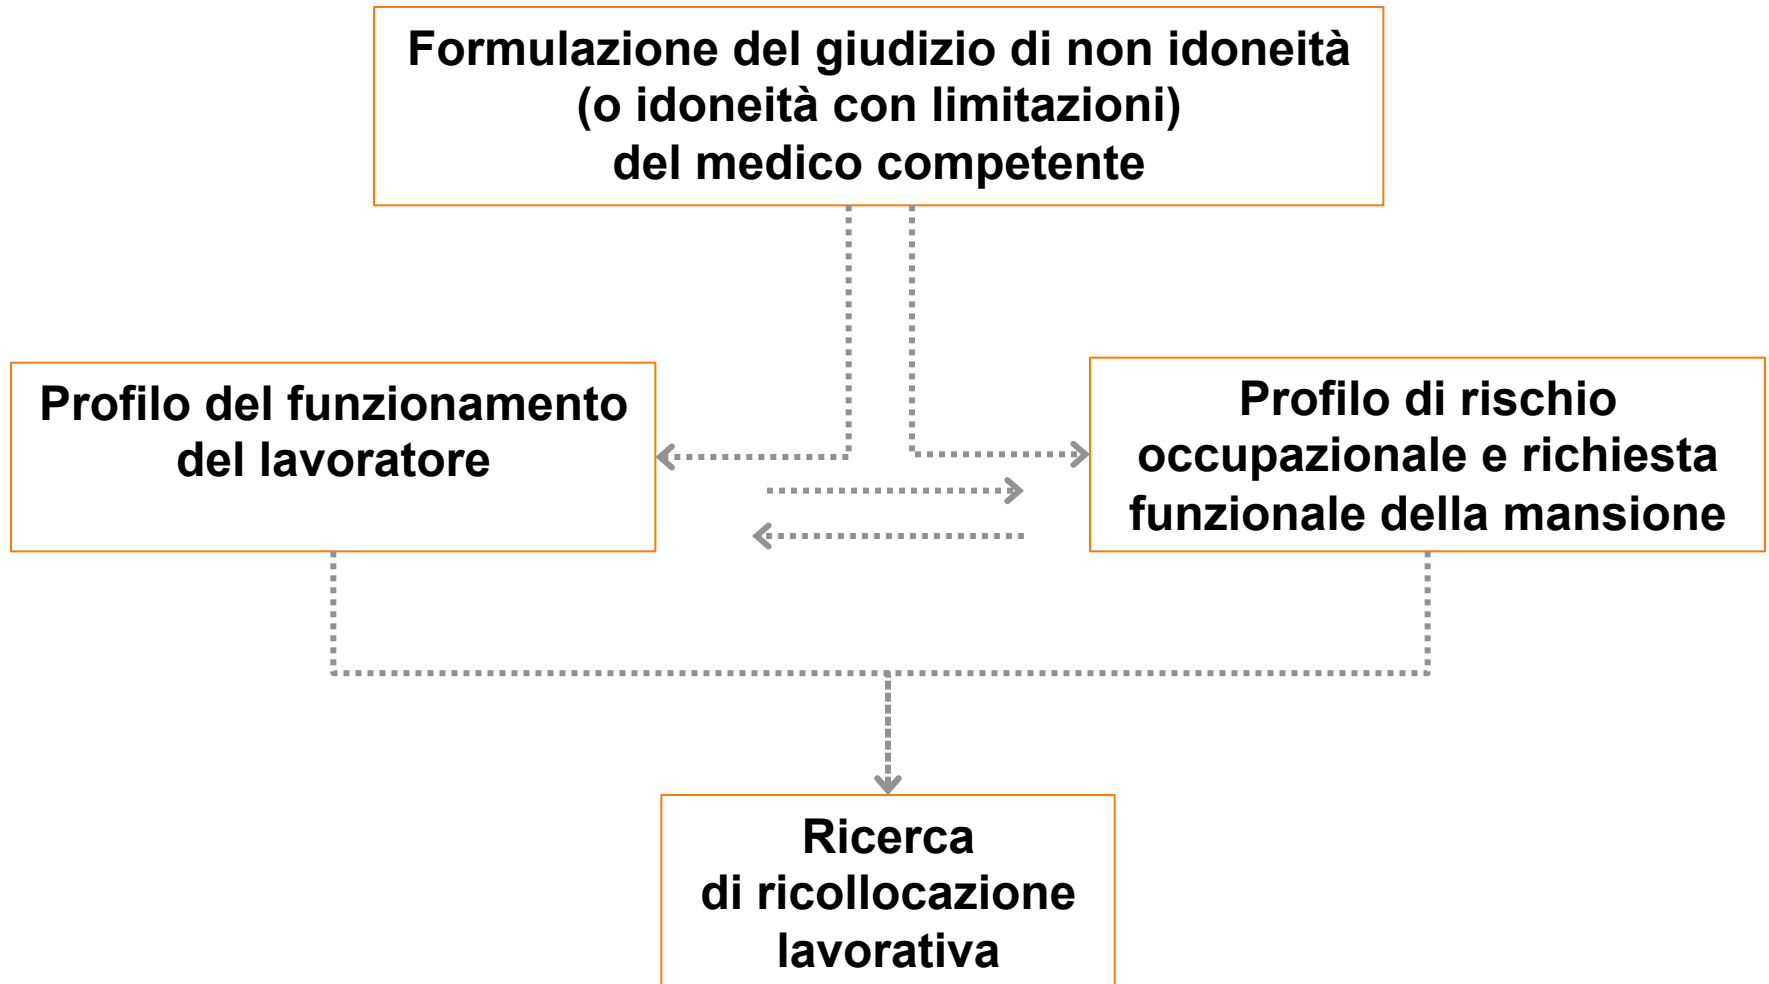 Formulazione del giudizio di non idoneità
(o idoneità con limitazioni)
del medico competente
Profilo del funzionamento
del lavoratore
Profilo di rischio
occupazionale e richiesta
funzionale della mansione
Ricerca
di ricollocazione
lavorativa